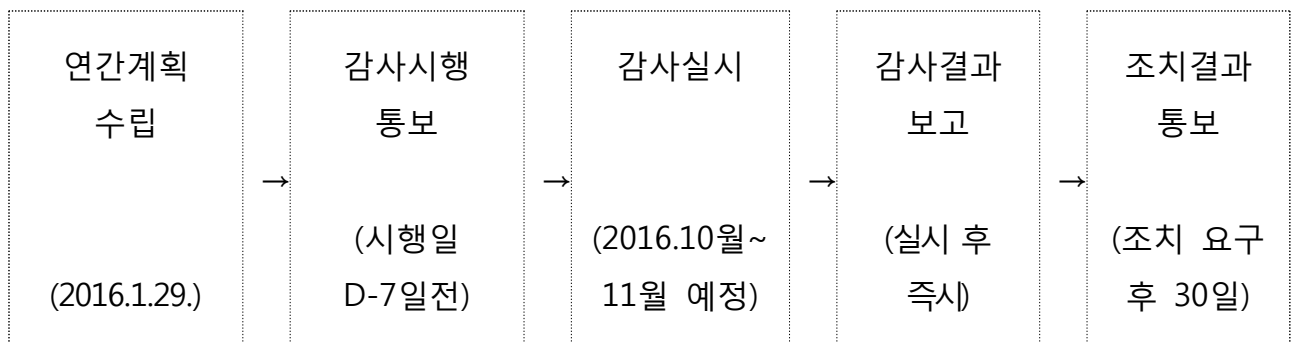 연간계획
수립
(2016.1.29.)
→
감사시행
통보
(시행일
D-7일전)
→
감사실시
(2016.10월~
11월 예정)
→
감사결과
보고
(실시 후
즉시)
→
조치결과
통보
(조치 요구
후 30일)